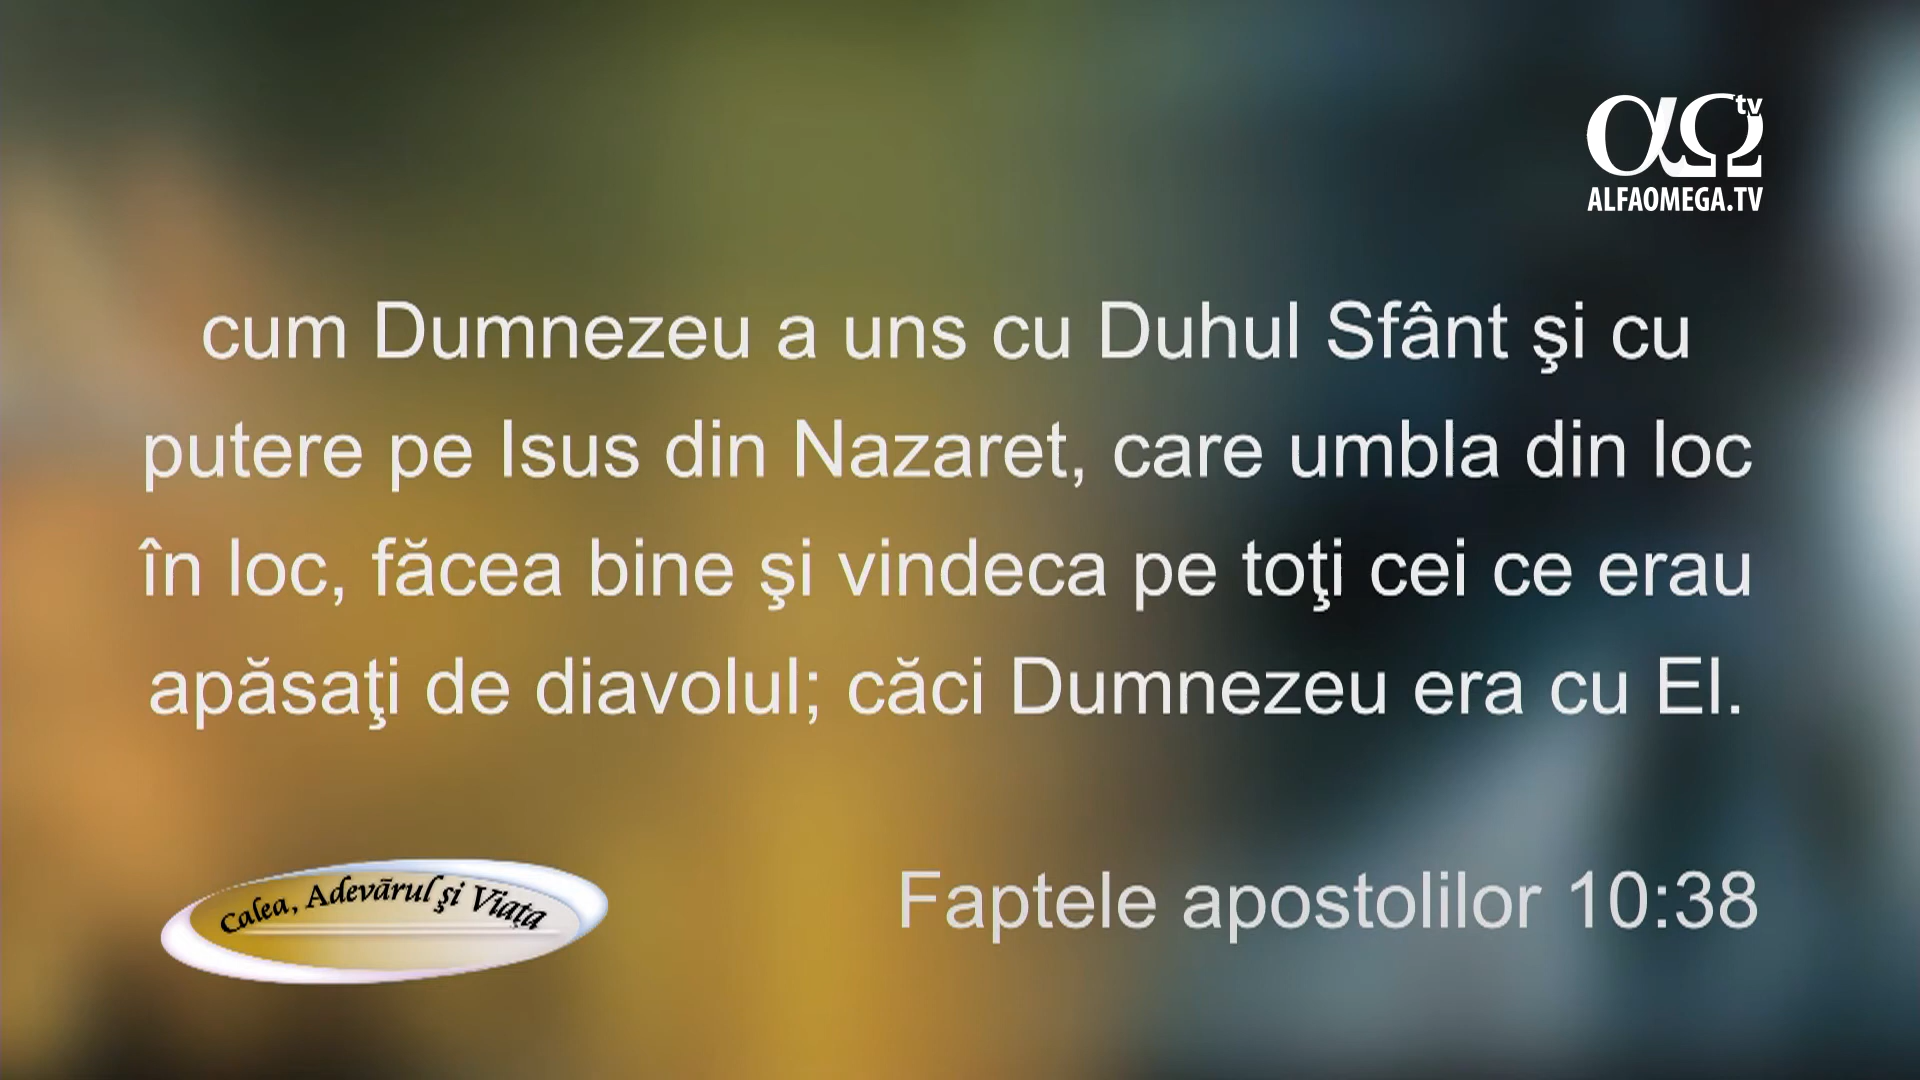 αΩ tv
ALFAOMEGA.TV
cum Dumnezeu a uns cu Duhul Sfânt şi cu
putere pe Isus din Nazaret, care umbla din loc
în loc, făcea bine şi vindeca pe toţi cei ce erau
apăsaţi de diavolul; căci Dumnezeu era cu El.
Calea, Adevărul şi Viaţa
Faptele apostolilor 10:38